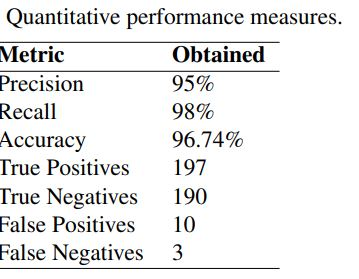 Quantitative performance measures.
Metric Obtained
Precision 95%
Recall 98%
Accuracy 96.74%
True Positives 197
True Negatives 190
False Positives 10
False Negatives 3